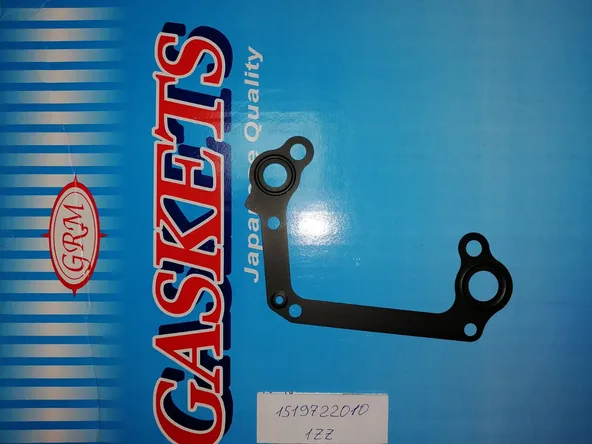 GRM
GASKETS
Japanese Quality
1519722010
1ZZ